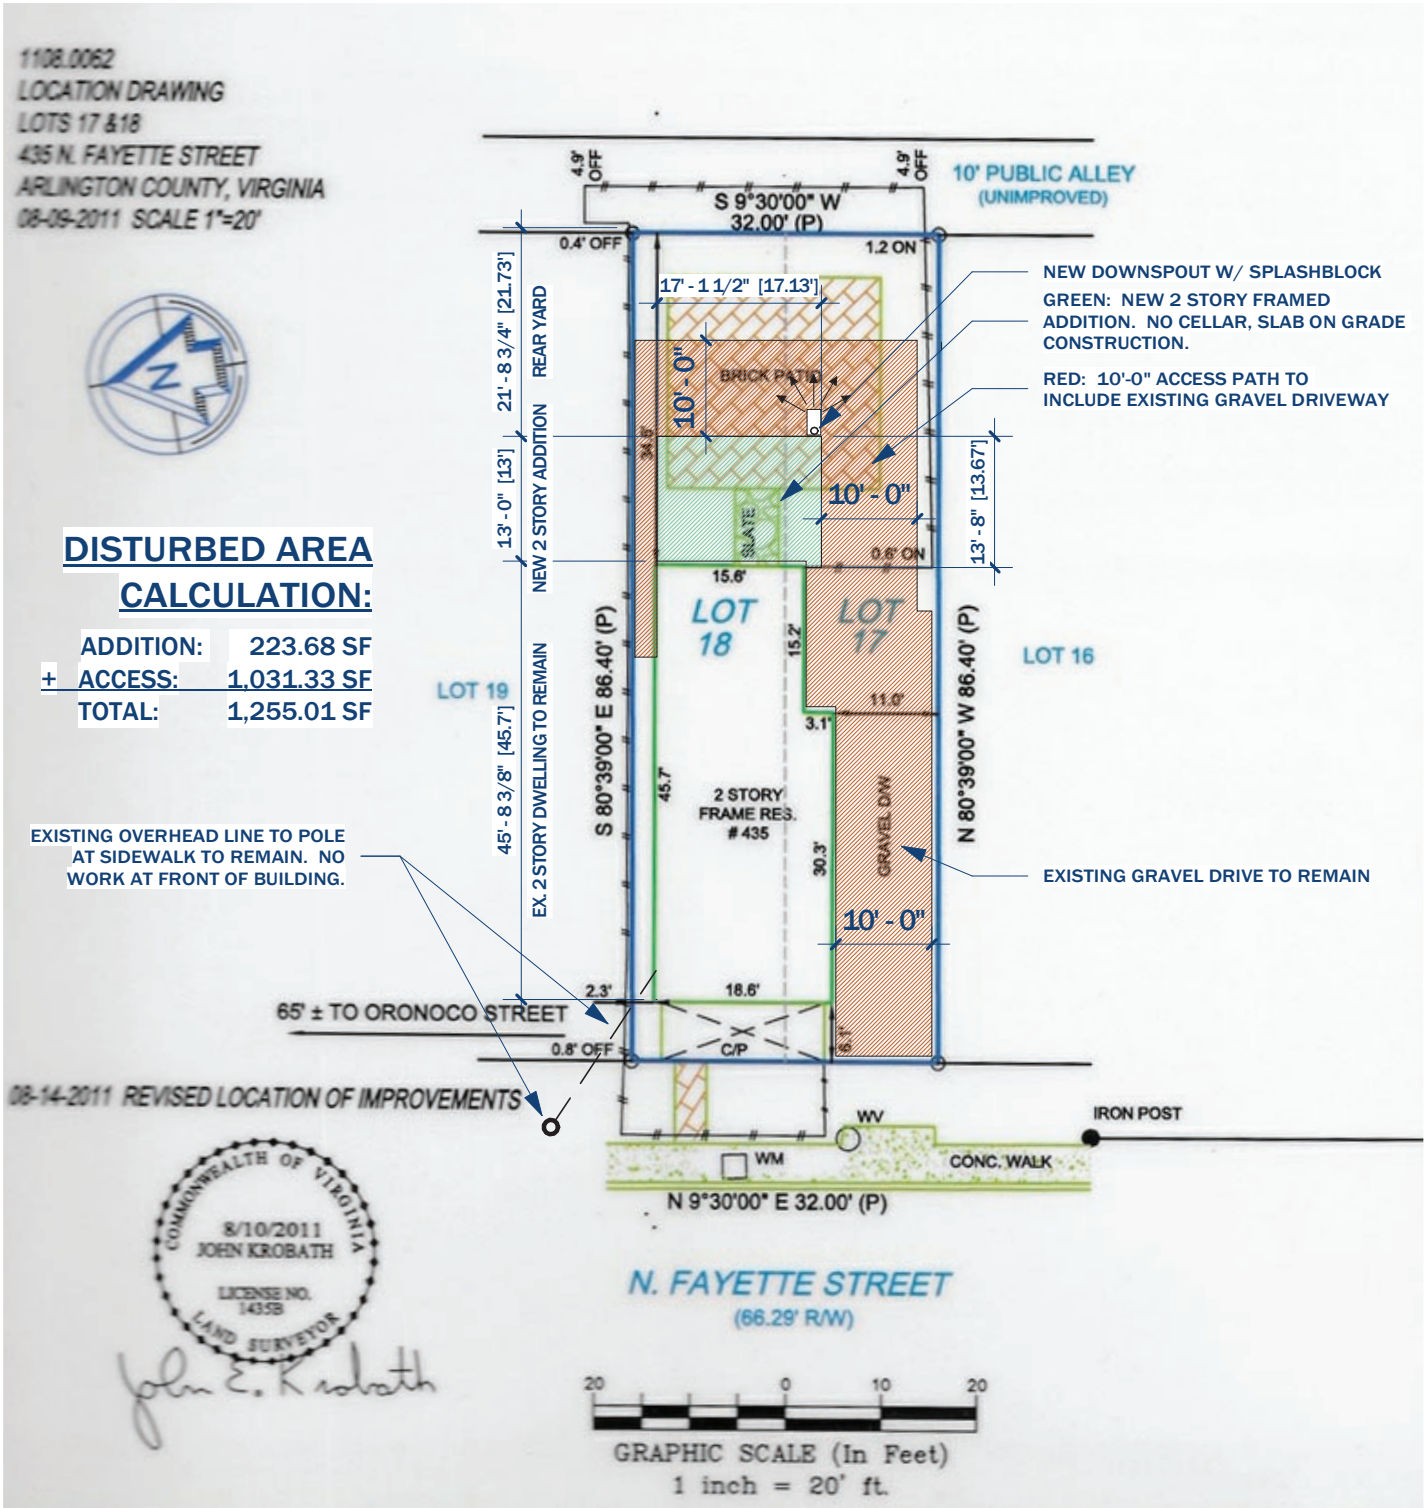 1108.0062
LOCATION DRAWING
LOTS 17 &18
435 N. FAYETTE STREET
ARLINGTON COUNTY, VIRGINIA
08-09-2011 SCALE 1"=20'
N
4.9'
OFF
4.9'
OFF
10' PUBLIC ALLEY
(UNIMPROVED)
S 9°30'00" W
32.00' (P)
0.4' OFF
1.2 ON
17' - 1 1/2" [17.13']
21' - 8 3/4" [21.73']
REAR YARD
NEW DOWNSPOUT W/ SPLASHBLOCK
GREEN: NEW 2 STORY FRAMED
ADDITION. NO CELLAR, SLAB ON GRADE
CONSTRUCTION.
RED: 10'-0" ACCESS PATH TO
INCLUDE EXISTING GRAVEL DRIVEWAY
BRICK PATIO
10' - 0"
13' - 0" [13']
NEW 2 STORY ADDITION
10' - 0"
13' - 8" [13.67']
SLATE
0.6' ON
15.6'
DISTURBED AREA
CALCULATION:
ADDITION: 223.68 SF
+ ACCESS: 1,031.33 SF
TOTAL: 1,255.01 SF
LOT
18
LOT
17
15.2'
LOT 19
LOT 16
S 80°39'00" E 86.40' (P)
N 80°39'00" W 86.40' (P)
45' - 8 3/8" [45.7']
EX. 2 STORY DWELLING TO REMAIN
11.0'
3.1'
45.7'
2 STORY
FRAME RES.
# 435
30.3'
GRAVEL D/W
EXISTING OVERHEAD LINE TO POLE
AT SIDEWALK TO REMAIN. NO
WORK AT FRONT OF BUILDING.
EXISTING GRAVEL DRIVE TO REMAIN
10' - 0"
2.3'
18.6'
65' ± TO ORONOCO STREET
0.8' OFF
C/P
6.1'
08-14-2011 REVISED LOCATION OF IMPROVEMENTS
WV
IRON POST
WM
CONC. WALK
N 9°30'00" E 32.00' (P)
COMMONWEALTH OF VIRGINIA
8/10/2011
JOHN KROBATH
LICENSE NO.
1435B
LAND SURVEYOR
John E. Krobath
N. FAYETTE STREET
(66.29' R/W)
20 0 10 20
GRAPHIC SCALE (In Feet)
1 inch = 20' ft.